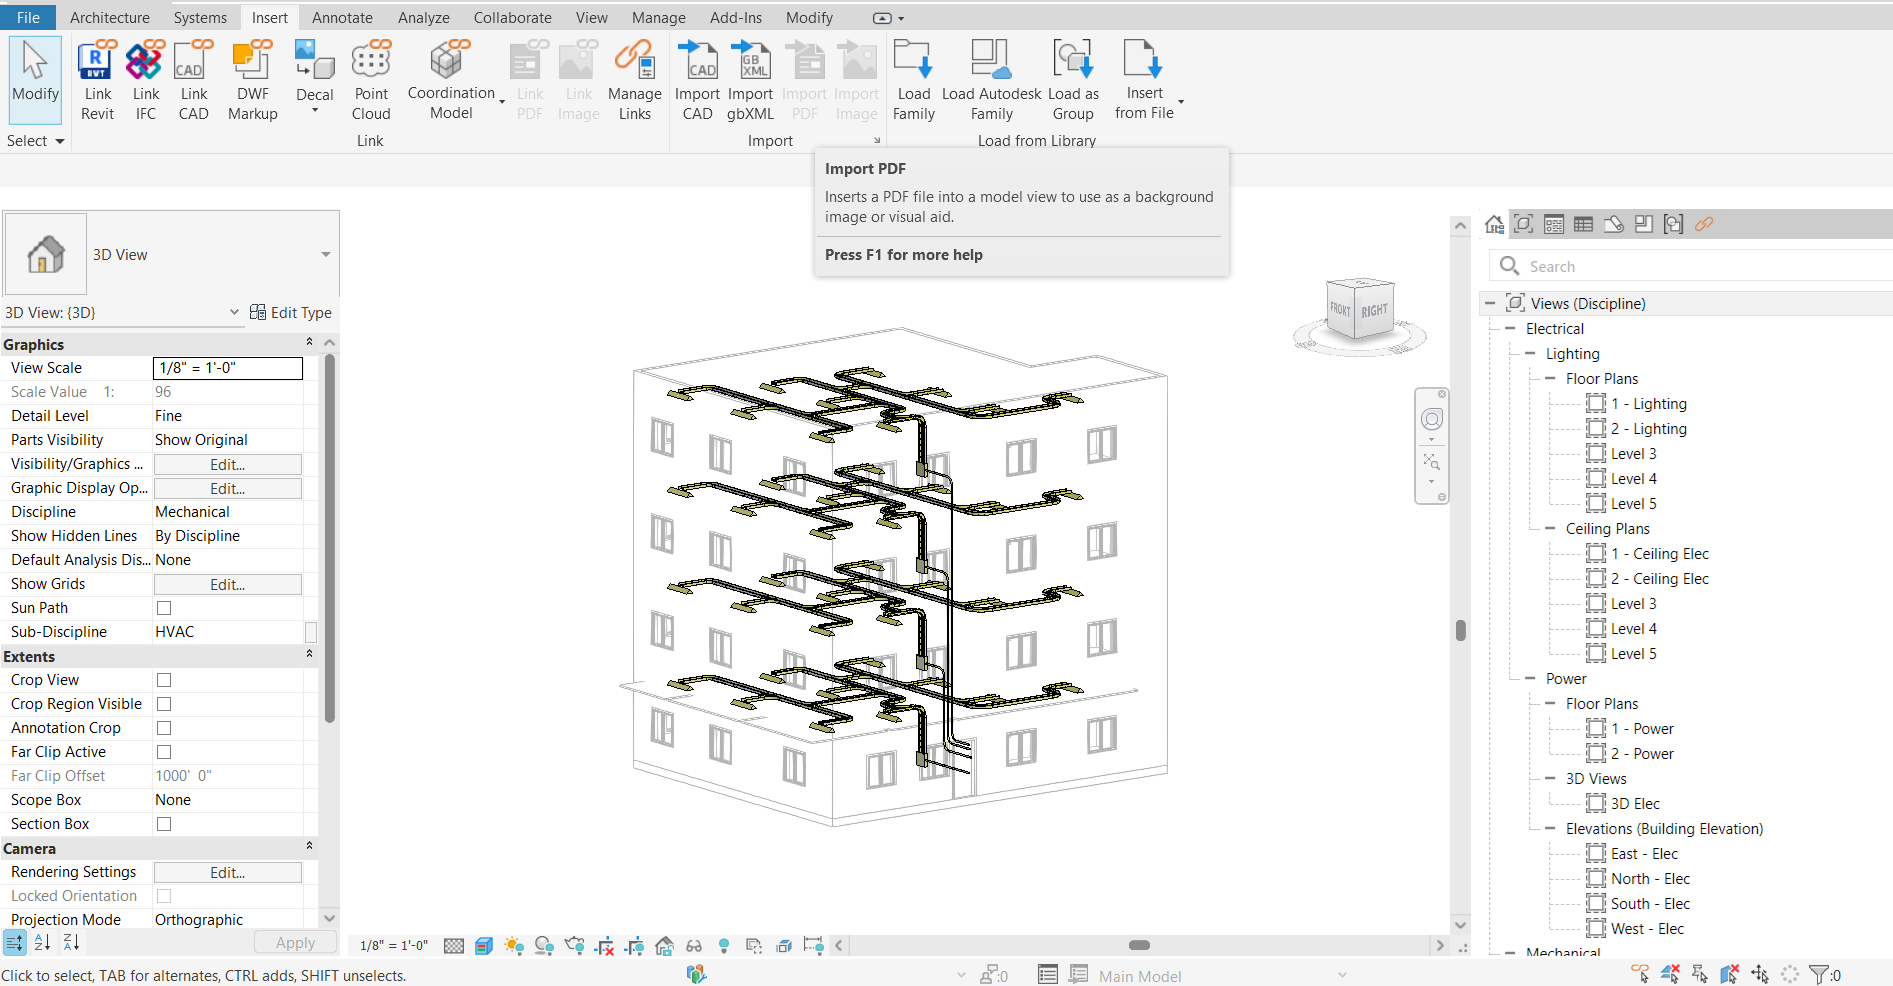 File Architecture Systems Insert Annotate Analyze Collaborate View Manage Add-Ins Modify
Modify
Link Revit
Link IFC
Link CAD
DWF Markup
Decal
Point Cloud
Coordination Model
Link PDF
Link Image
Manage Links
Import CAD
Import gbXML
Import PDF
Import Image
Load Family
Load Autodesk Family
Load as Group
Insert from File
Select
Link
Import
Load from Library
Import PDF
Inserts a PDF file into a model view to use as a background
image or visual aid.
Press F1 for more help
3D View
3D View: {3D} Edit Type
Graphics
View Scale 1/8" = 1'-0"
Scale Value 1: 96
Detail Level Fine
Parts Visibility Show Original
Visibility/Graphics ... Edit...
Graphic Display Op... Edit...
Discipline Mechanical
Show Hidden Lines By Discipline
Default Analysis Dis... None
Show Grids Edit...
Sun Path
Sub-Discipline HVAC
Extents
Crop View
Crop Region Visible
Annotation Crop
Far Clip Active
Far Clip Offset 1000' 0"
Scope Box None
Section Box
Camera
Rendering Settings Edit...
Locked Orientation
Projection Mode Orthographic
Apply
FRONT RIGHT
Search
Views (Discipline)
Electrical
Lighting
Floor Plans
1 - Lighting
2 - Lighting
Level 3
Level 4
Level 5
Ceiling Plans
1 - Ceiling Elec
2 - Ceiling Elec
Level 3
Level 4
Level 5
Power
Floor Plans
1 - Power
2 - Power
3D Views
3D Elec
Elevations (Building Elevation)
East - Elec
North - Elec
South - Elec
West - Elec
Mechanical
1/8" = 1'-0"
Click to select, TAB for alternates, CTRL adds, SHIFT unselects.
:0
Main Model
:0